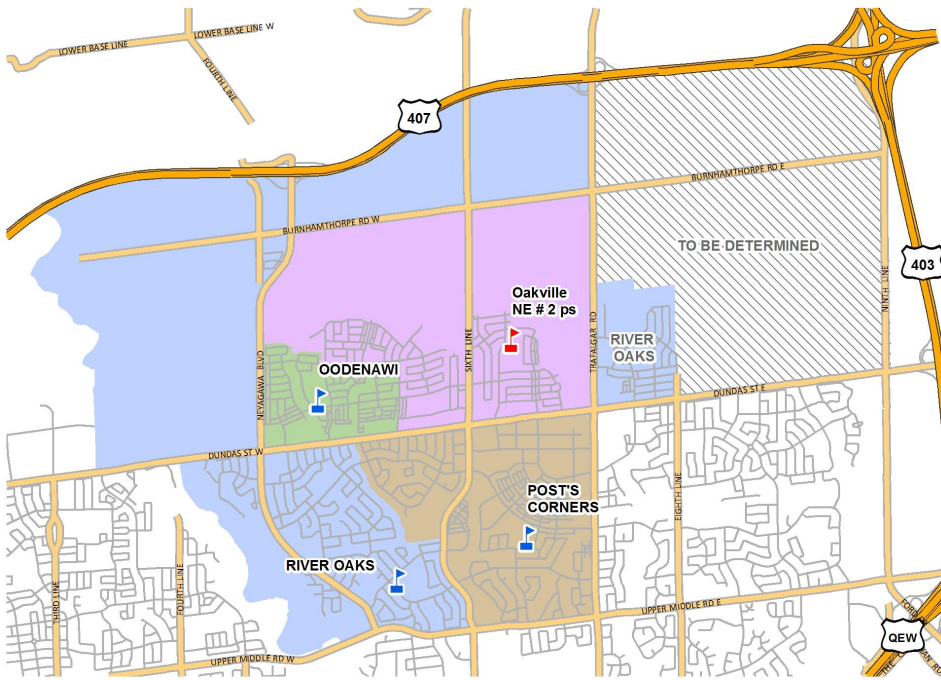 LOWER BASE LINE
LOWER BASE LINE W
FOURTH LINE
407
BURNHAMTHORPE RD E
BURNHAMTHORPE RD W
TO BE DETERMINED
403
NINTH LINE
Oakville
NE # 2 ps
SIXTH LINE
TRAFALGAR RD
RIVER
OAKS
NEYAGAWA BLVD
OODENAWI
DUNDAS ST E
DUNDAS ST W
EIGHTH LINE
POST'S
CORNERS
RIVER OAKS
THIRD LINE
FOURTH LINE
UPPER MIDDLE RD E
QEW
UPPER MIDDLE RD W